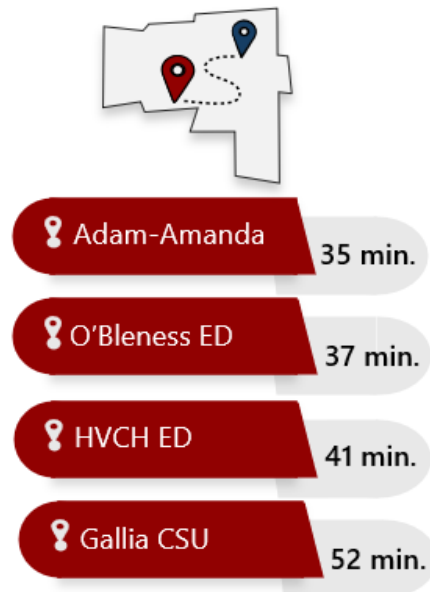 Adam-Amanda
35 min.
O'Bleness ED
37 min.
HVCH ED
41 min.
Gallia CSU
52 min.